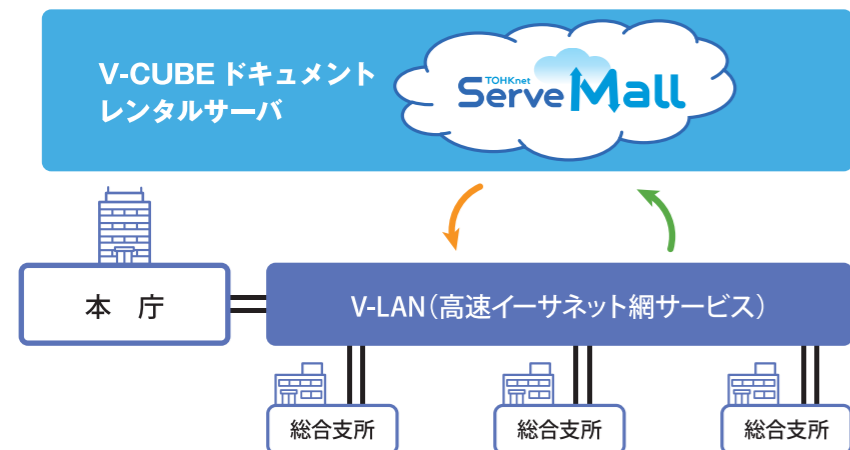 V-CUBE ドキュメント
レンタルサーバ
TOHKnet
ServeMall
本 庁
V-LAN（高速イーサネット網サービス）
総合支所
総合支所
総合支所